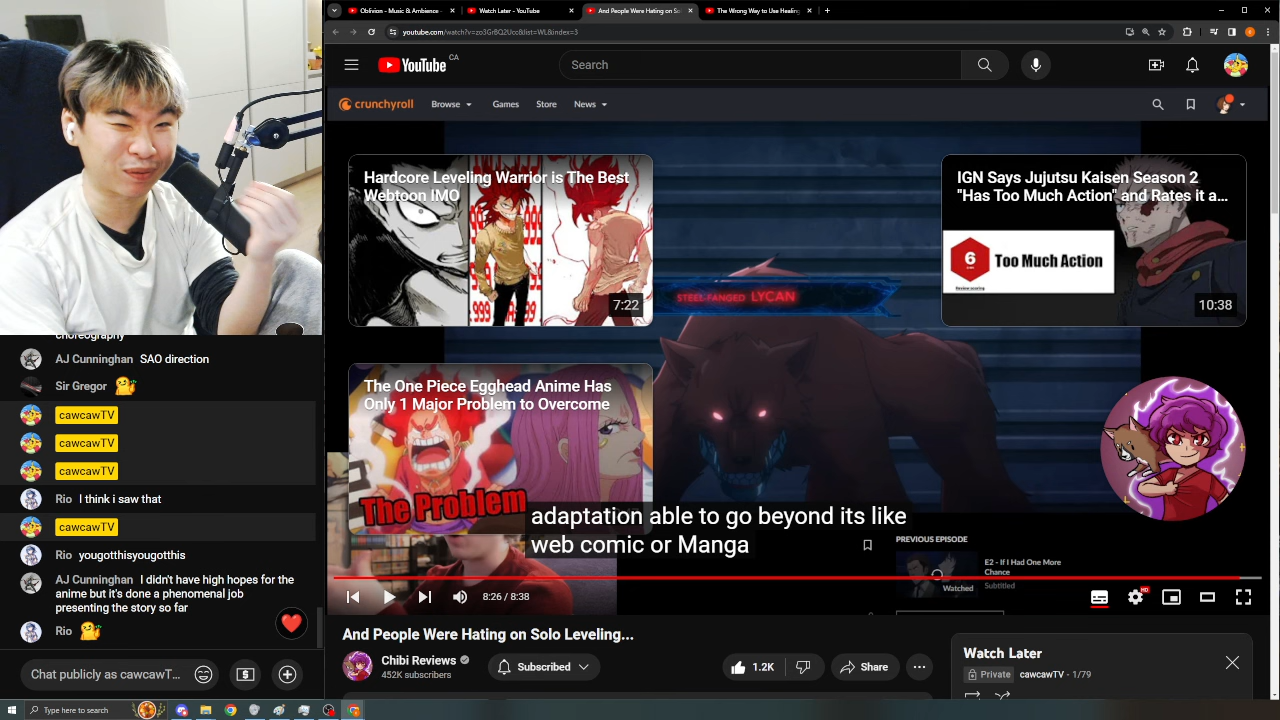 Oblivion - Music & Ambience -
Watch Later - YouTube
And People Were Hating on Sol
The Wrong Way to Use Healing
youtube.com/watch?v=zo3GrBQ2Ucc&list=WL&index=3
YouTube CA
Search
crunchyroll
Browse
Games
Store
News
Hardcore Leveling Warrior is The Best
Webtoon IMO
7:22
IGN Says Jujutsu Kaisen Season 2
"Has Too Much Action" and Rates it a...
6
Too Much Action
10:38
STEEL-FANGED LYCAN
The One Piece Egghead Anime Has
Only 1 Major Problem to Overcome
The Problem
adaptation able to go beyond its like
web comic or Manga
PREVIOUS EPISODE
E2 - If I Had One More
Chance
Subtitled
Watched
8:26 / 8:38
HD
And People Were Hating on Solo Leveling...
Chibi Reviews
452K subscribers
Subscribed
1.2K
Share
Watch Later
Private
cawcawTV - 1/79
choreography
AJ Cunninghan SAO direction
Sir Gregor
cawcawTV
cawcawTV
cawcawTV
Rio I think i saw that
cawcawTV
Rio yougotthisyougotthis
AJ Cunninghan I didn't have high hopes for the
anime but it's done a phenomenal job
presenting the story so far
Rio
Chat publicly as cawcawT...
Type here to search